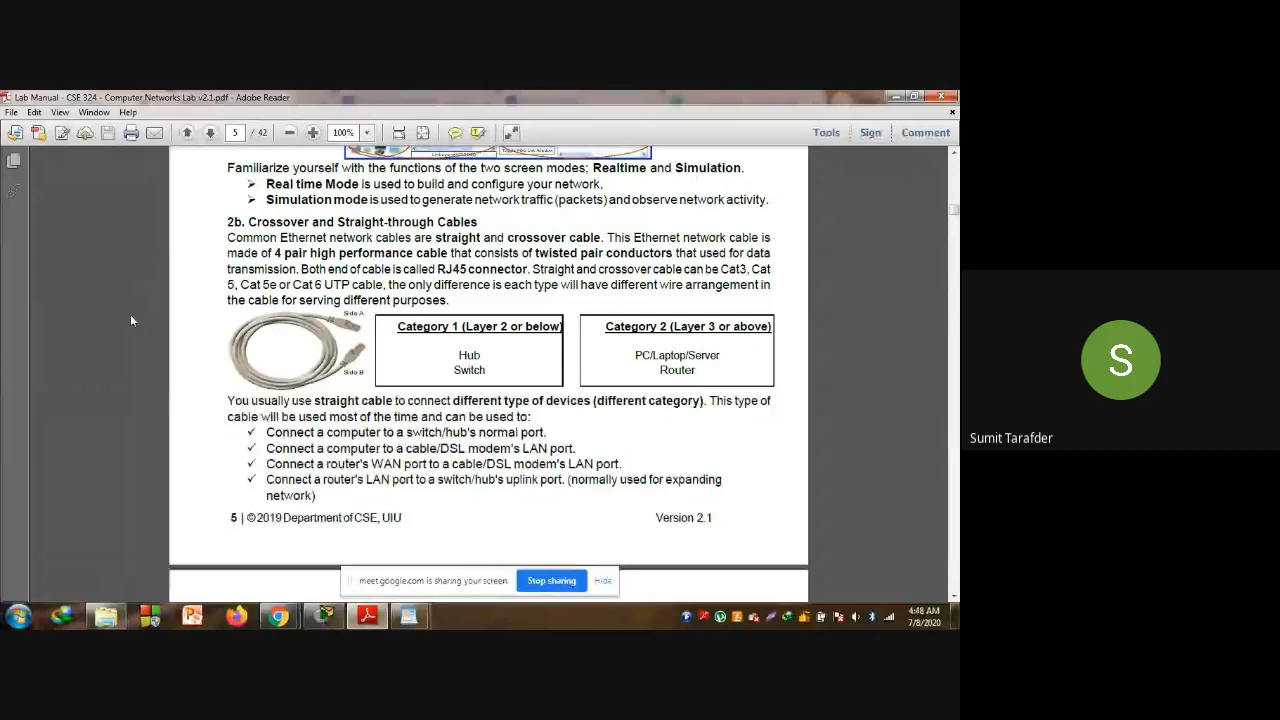 Lab Manual - CSE 324 - Computer Networks Lab v2.1.pdf - Adobe Reader
File Edit View Window Help
5 / 42 100% Tools Sign Comment
Familiarize yourself with the functions of the two screen modes; Realtime and Simulation.
➢ Real time Mode is used to build and configure your network,
➢ Simulation mode is used to generate network traffic (packets) and observe network activity.
2b. Crossover and Straight-through Cables
Common Ethernet network cables are straight and crossover cable. This Ethernet network cable is
made of 4 pair high performance cable that consists of twisted pair conductors that used for data
transmission. Both end of cable is called RJ45 connector. Straight and crossover cable can be Cat3, Cat
5, Cat 5e or Cat 6 UTP cable, the only difference is each type will have different wire arrangement in
the cable for serving different purposes.
Side A
Side B
Category 1 (Layer 2 or below)
Hub
Switch
Category 2 (Layer 3 or above)
PC/Laptop/Server
Router
You usually use straight cable to connect different type of devices (different category). This type of
cable will be used most of the time and can be used to:
✓ Connect a computer to a switch/hub's normal port.
✓ Connect a computer to a cable/DSL modem's LAN port.
✓ Connect a router's WAN port to a cable/DSL modem's LAN port.
✓ Connect a router's LAN port to a switch/hub's uplink port. (normally used for expanding
network)
5 | ©2019 Department of CSE, UIU Version 2.1
meet.google.com is sharing your screen. Stop sharing Hide
4:48 AM
7/8/2020
S
Sumit Tarafder